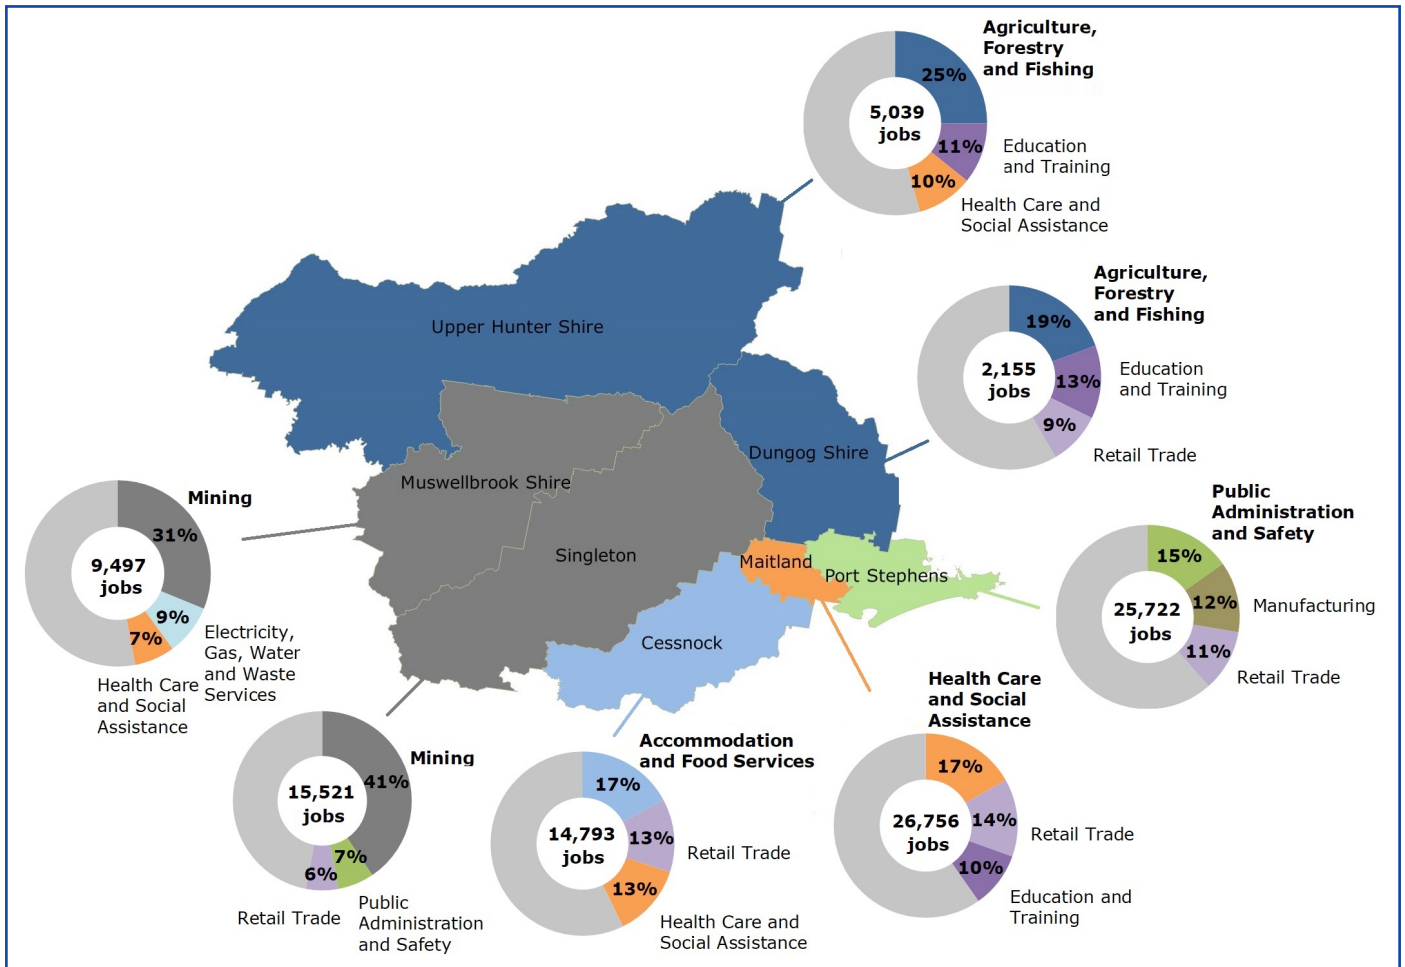 Agriculture,
Forestry
and Fishing
25%
5,039
jobs
11%
Education
and Training
10%
Health Care and
Social Assistance
Agriculture,
Forestry
and Fishing
19%
2,155
jobs
13%
Education
and Training
9%
Retail Trade
Upper Hunter Shire
Dungog Shire
Muswellbrook Shire
Singleton
Maitland
Port Stephens
Cessnock
Mining
31%
9,497
jobs
9%
Electricity,
Gas, Water
and Waste
Services
7%
Health Care
and Social
Assistance
Public
Administration
and Safety
15%
25,722
jobs
12%
Manufacturing
11%
Retail Trade
Mining
41%
15,521
jobs
7%
Public
Administration
and Safety
6%
Retail Trade
Accommodation
and Food Services
17%
14,793
jobs
13%
Retail Trade
13%
Health Care and
Social Assistance
Health Care
and Social
Assistance
17%
26,756
jobs
14%
Retail Trade
10%
Education and
Training